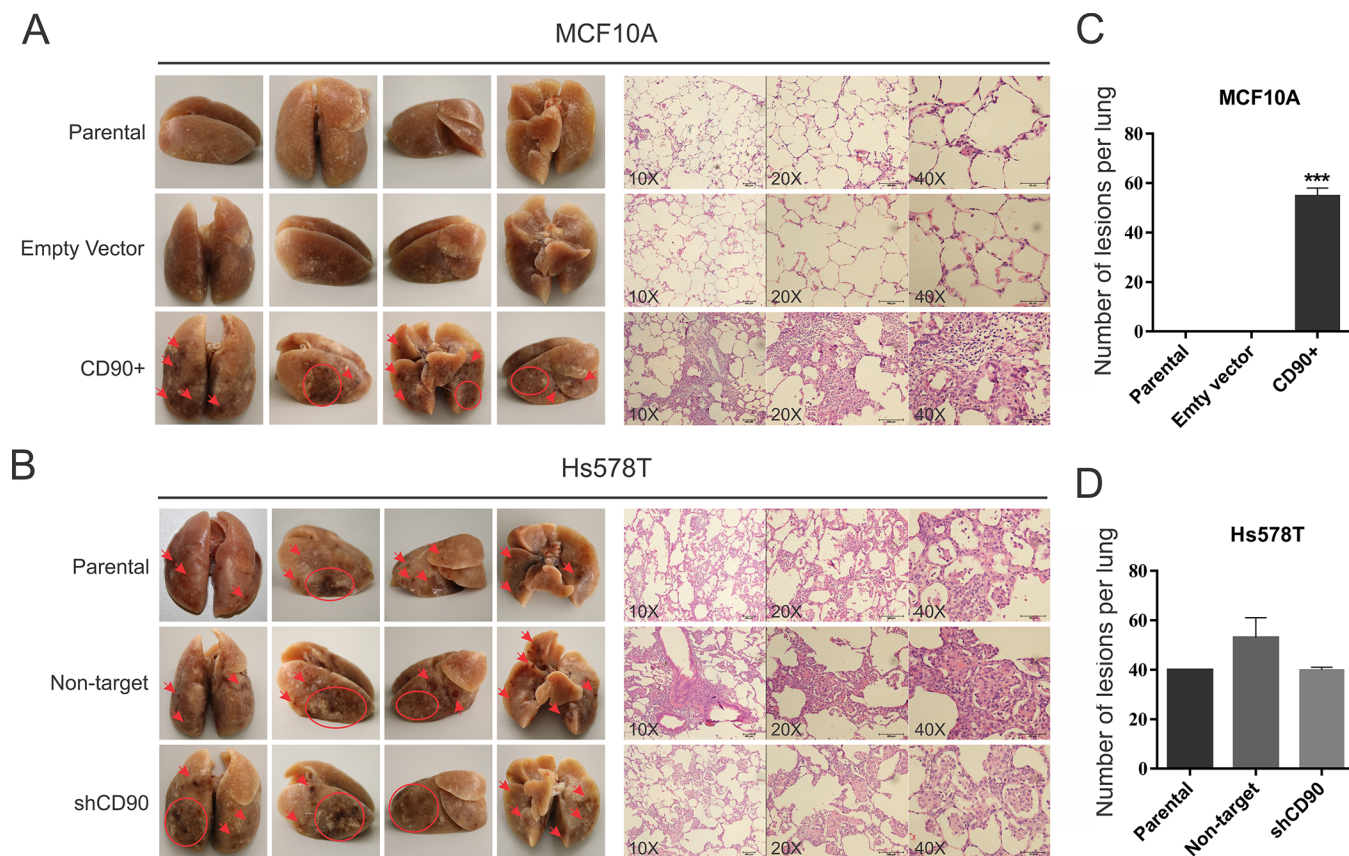 A
MCF10A
Parental
10X
20X
40X
Empty Vector
10X
20X
40X
CD90+
10X
20X
40X
B
Hs578T
Parental
10X
20X
40X
Non-target
10X
20X
40X
shCD90
10X
20X
40X
C
MCF10A
Number of lesions per lung
80
60
40
20
0
***
Parental
Emty vector
CD90+
D
Hs578T
Number of lesions per lung
80
60
40
20
0
Parental
Non-target
shCD90